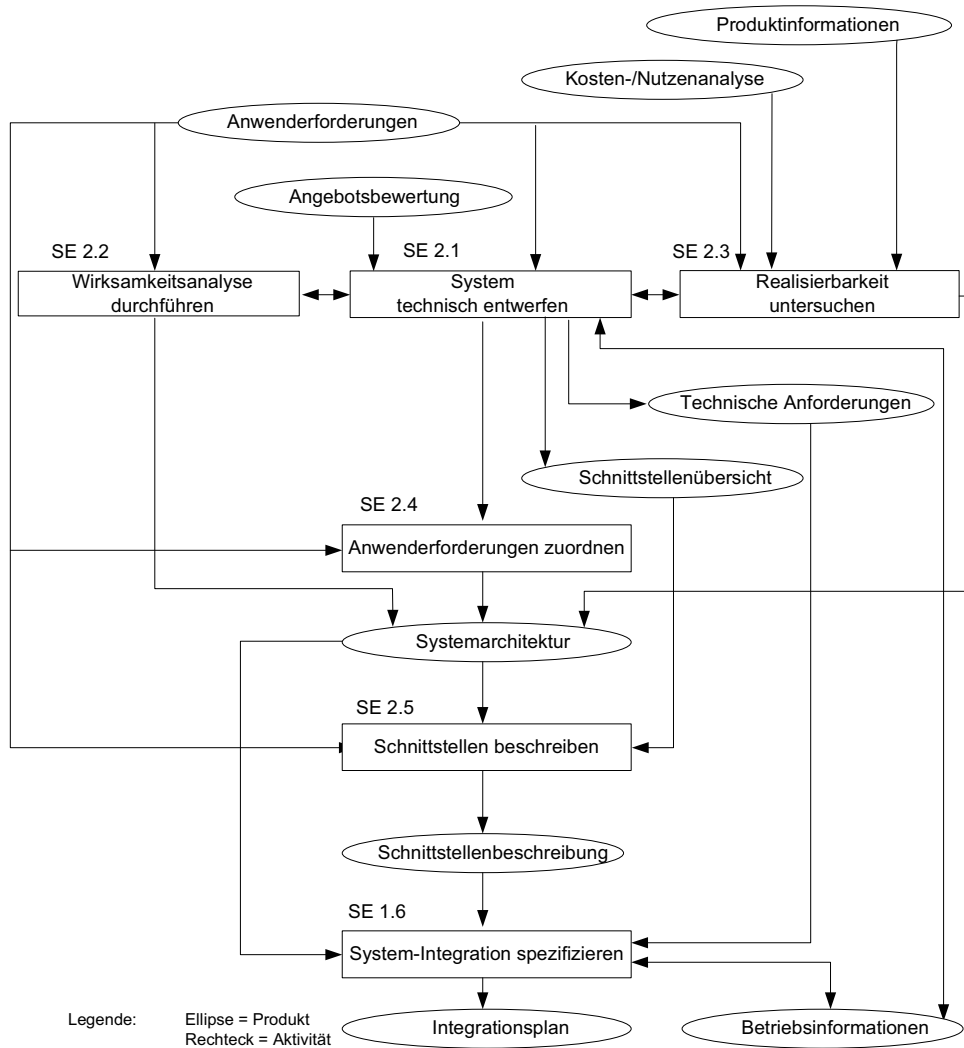 Produktinformationen
Kosten-/Nutzenanalyse
Anwenderforderungen
Angebotsbewertung
SE 2.2
SE 2.1
SE 2.3
Wirksamkeitsanalyse
durchführen
System
technisch entwerfen
Realisierbarkeit
untersuchen
Technische Anforderungen
Schnittstellenübersicht
SE 2.4
Anwenderforderungen zuordnen
Systemarchitektur
SE 2.5
Schnittstellen beschreiben
Schnittstellenbeschreibung
SE 1.6
System-Integration spezifizieren
Legende:
Ellipse = Produkt
Rechteck = Aktivität
Integrationsplan
Betriebsinformationen